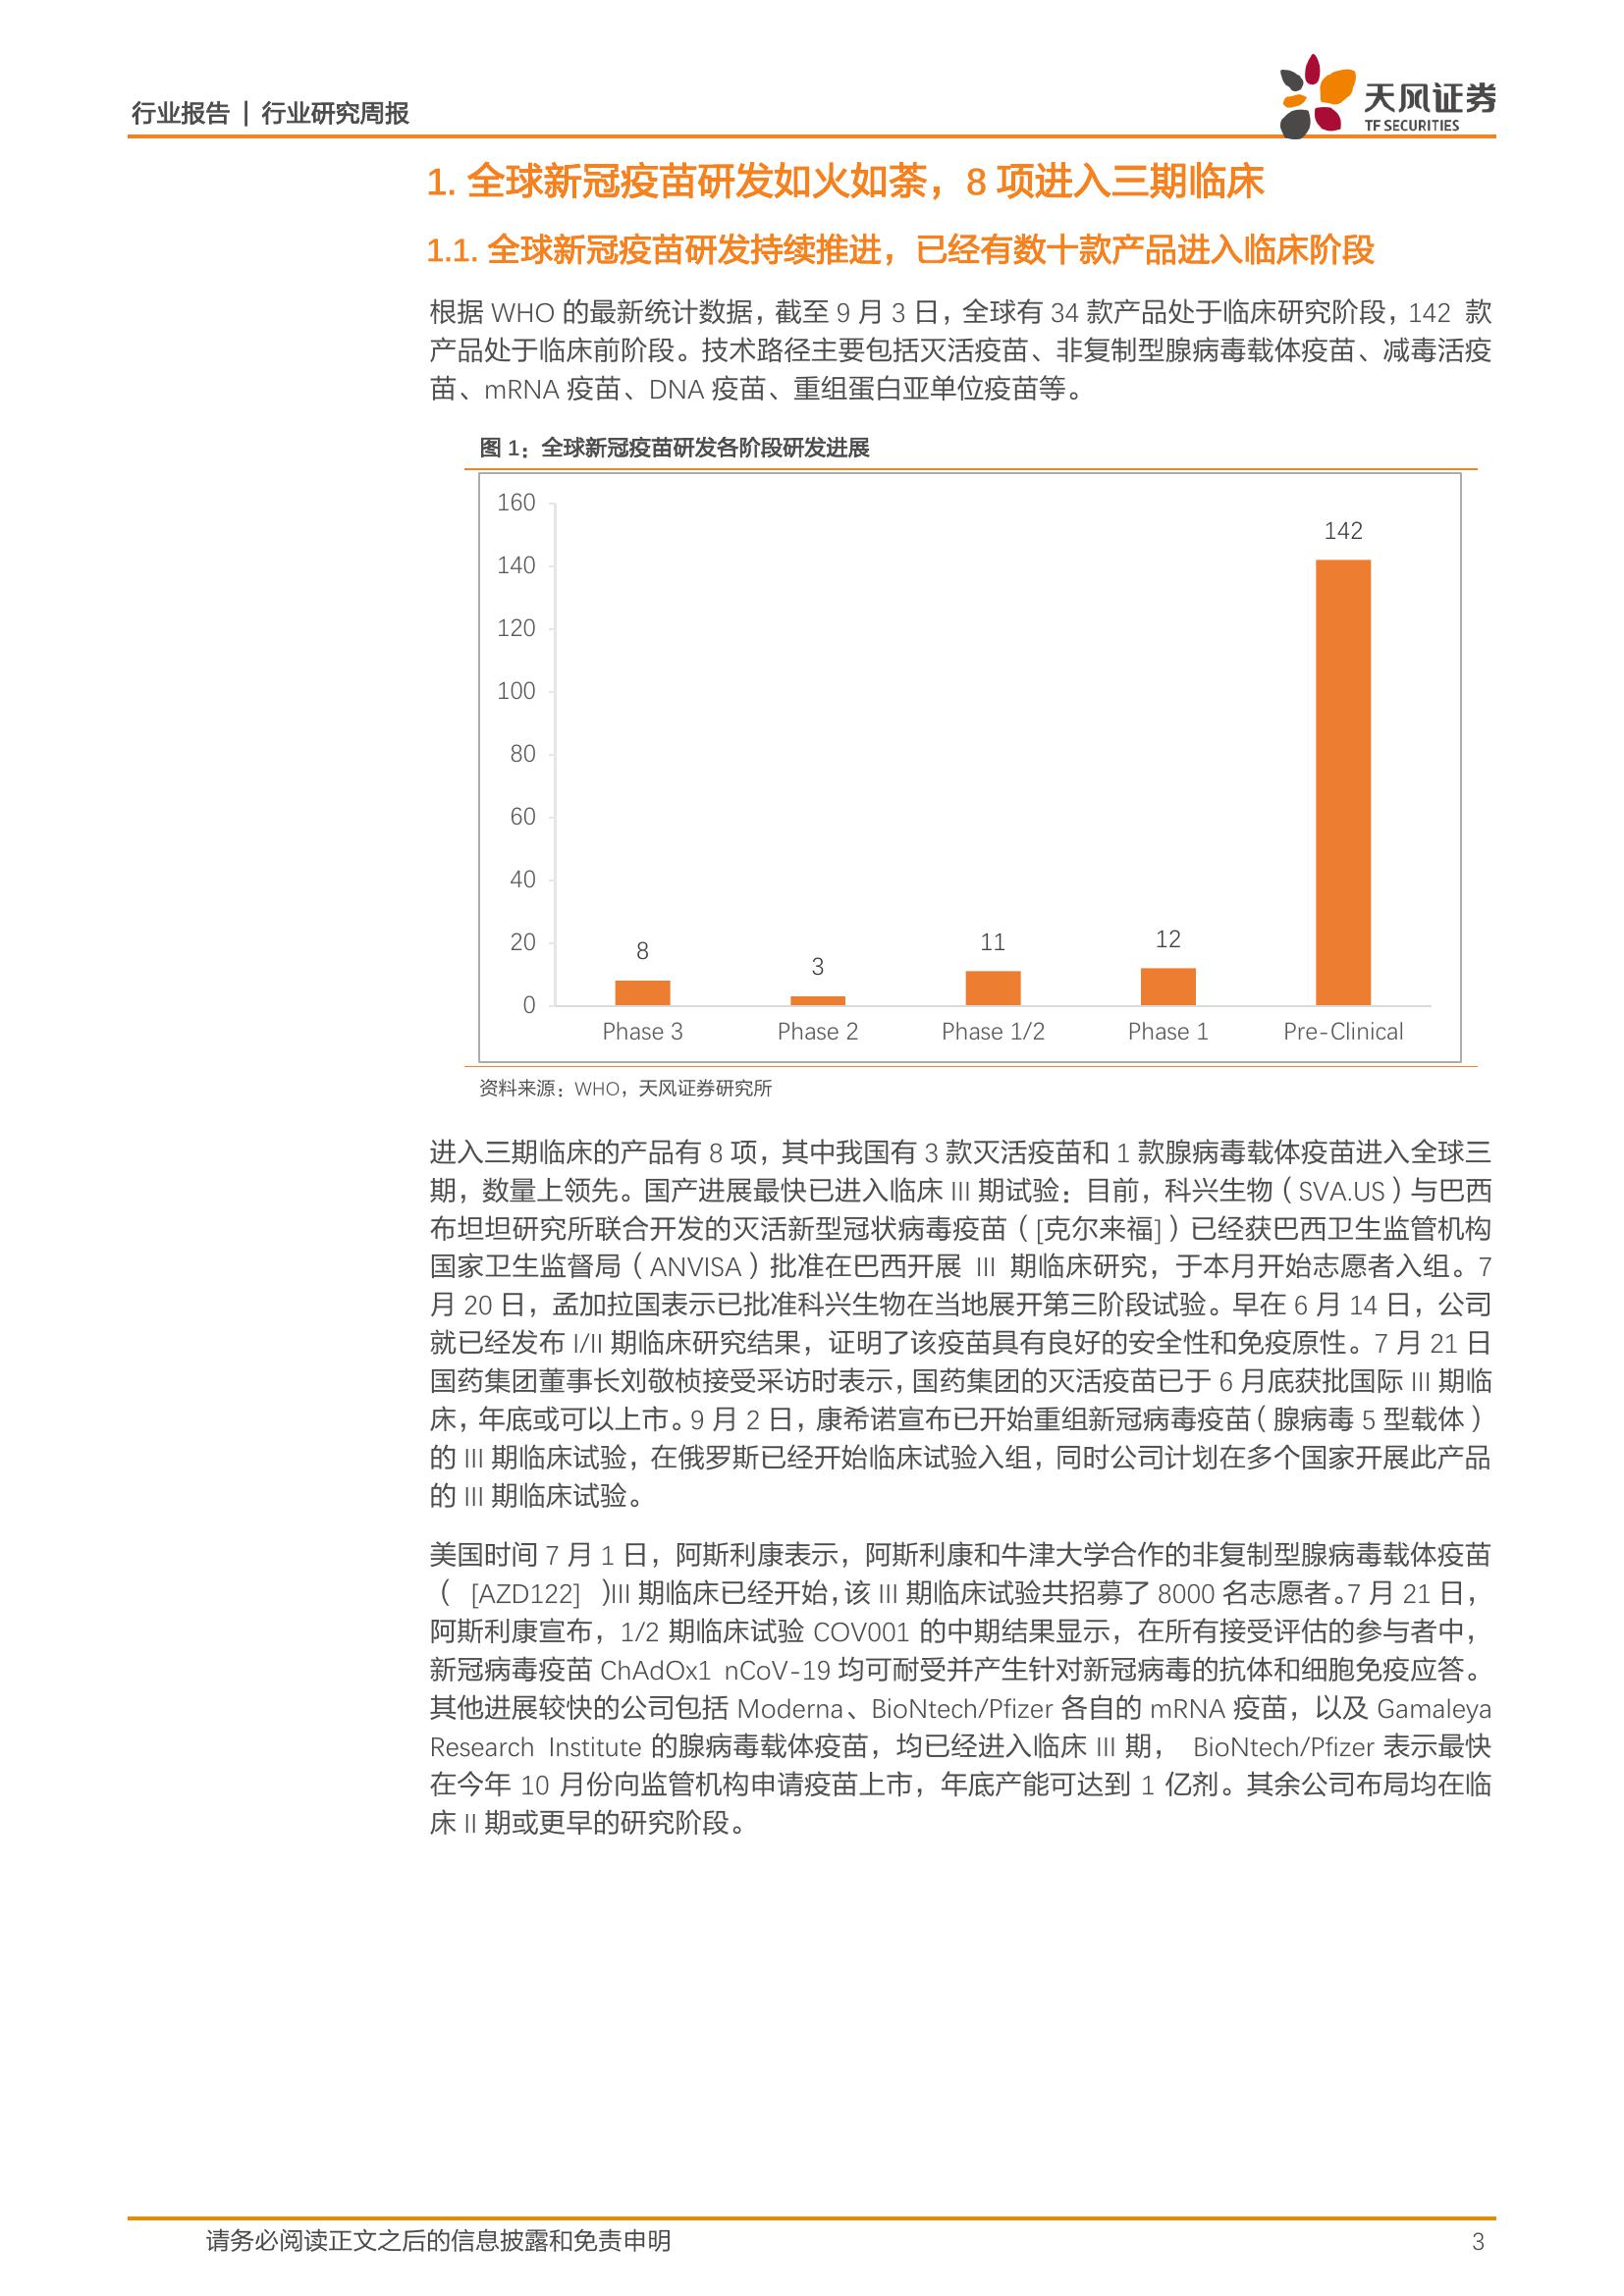 行业报告 | 行业研究周报
天风证券
TF SECURITIES
1. 全球新冠疫苗研发如火如荼，8 项进入三期临床
1.1. 全球新冠疫苗研发持续推进，已经有数十款产品进入临床阶段
根据 WHO 的最新统计数据，截至 9 月 3 日，全球有 34 款产品处于临床研究阶段，142 款
产品处于临床前阶段。技术路径主要包括灭活疫苗、非复制型腺病毒载体疫苗、减毒活疫
苗、mRNA 疫苗、DNA 疫苗、重组蛋白亚单位疫苗等。
图 1：全球新冠疫苗研发各阶段研发进展
160
140
120
100
80
60
40
20
0
8
3
11
12
142
Phase 3
Phase 2
Phase 1/2
Phase 1
Pre-Clinical
资料来源：WHO，天风证券研究所
进入三期临床的产品有 8 项，其中我国有 3 款灭活疫苗和 1 款腺病毒载体疫苗进入全球三
期，数量上领先。国产进展最快已进入临床 III 期试验：目前，科兴生物（SVA.US）与巴西
布坦坦研究所联合开发的灭活新型冠状病毒疫苗（[克尔来福]）已经获巴西卫生监管机构
国家卫生监督局（ANVISA）批准在巴西开展 III 期临床研究，于本月开始志愿者入组。7
月 20 日，孟加拉国表示已批准科兴生物在当地展开第三阶段试验。早在 6 月 14 日，公司
就已经发布 I/II 期临床研究结果，证明了该疫苗具有良好的安全性和免疫原性。7 月 21 日
国药集团董事长刘敬桢接受采访时表示，国药集团的灭活疫苗已于 6 月底获批国际 III 期临
床，年底或可以上市。9 月 2 日，康希诺宣布已开始重组新冠病毒疫苗（腺病毒 5 型载体）
的 III 期临床试验，在俄罗斯已经开始临床试验入组，同时公司计划在多个国家开展此产品
的 III 期临床试验。
美国时间 7 月 1 日，阿斯利康表示，阿斯利康和牛津大学合作的非复制型腺病毒载体疫苗
（ [AZD122] )III 期临床已经开始，该 III 期临床试验共招募了 8000 名志愿者。7 月 21 日，
阿斯利康宣布，1/2 期临床试验 COV001 的中期结果显示，在所有接受评估的参与者中，
新冠病毒疫苗 ChAdOx1 nCoV-19 均可耐受并产生针对新冠病毒的抗体和细胞免疫应答。
其他进展较快的公司包括 Moderna、BioNtech/Pfizer 各自的 mRNA 疫苗，以及 Gamaleya
Research Institute 的腺病毒载体疫苗，均已经进入临床 III 期， BioNtech/Pfizer 表示最快
在今年 10 月份向监管机构申请疫苗上市，年底产能可达到 1 亿剂。其余公司布局均在临
床 II 期或更早的研究阶段。
请务必阅读正文之后的信息披露和免责申明
3